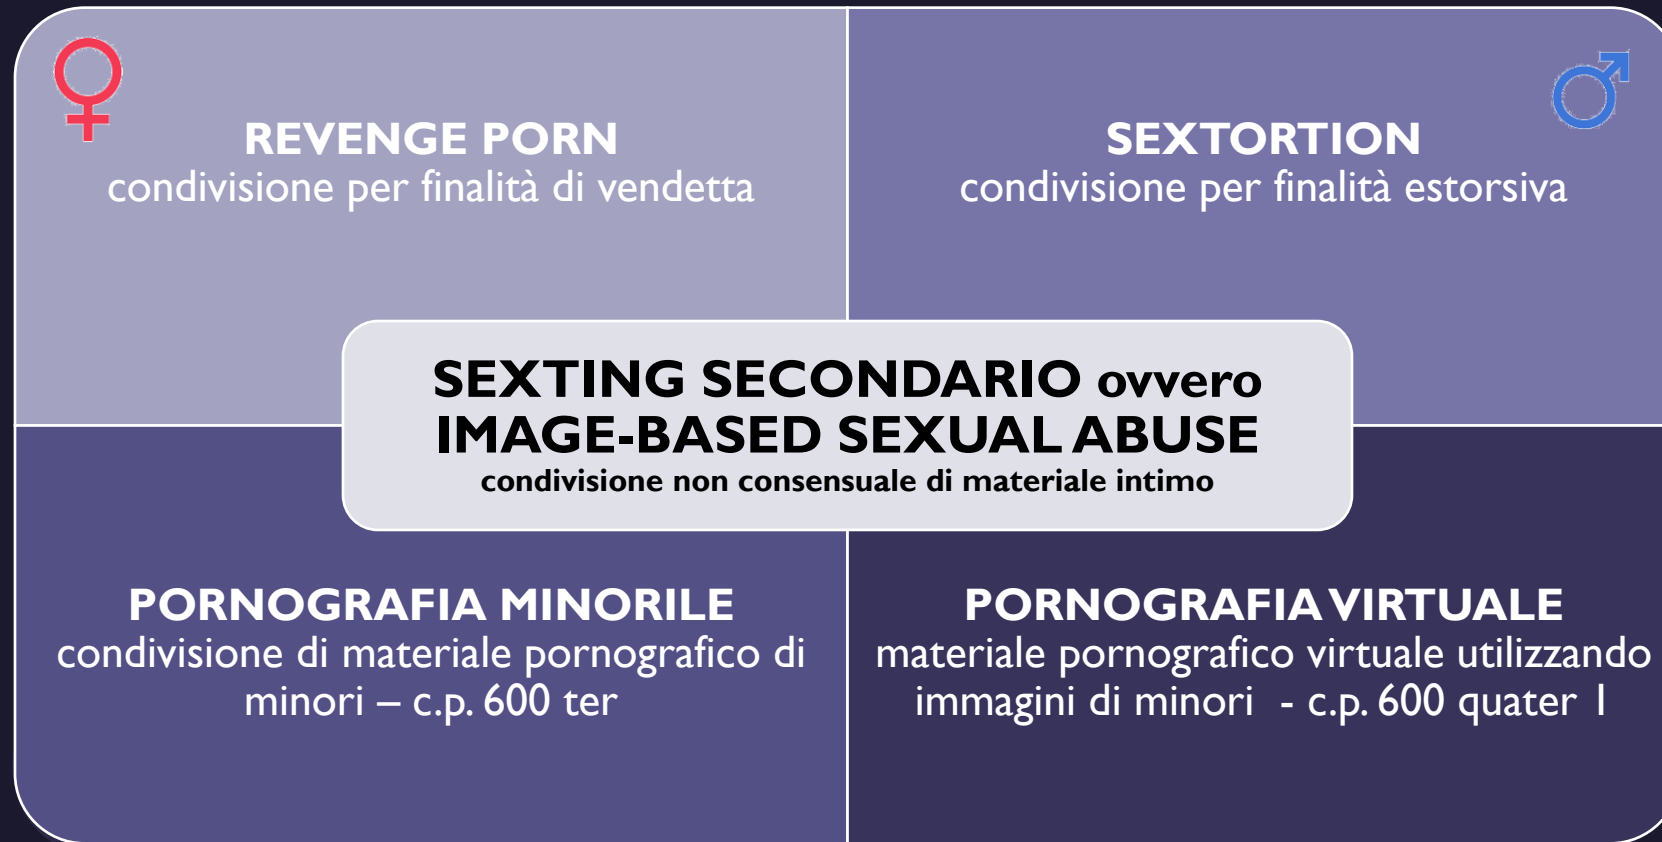 REVENGE PORN
condivisione per finalità di vendetta
SEXTORTION
condivisione per finalità estorsiva
SEXTING SECONDARIO ovvero
IMAGE-BASED SEXUAL ABUSE
condivisione non consensuale di materiale intimo
PORNOGRAFIA MINORILE
condivisione di materiale pornografico di
minori – c.p. 600 ter
PORNOGRAFIA VIRTUALE
materiale pornografico virtuale utilizzando
immagini di minori - c.p. 600 quater 1